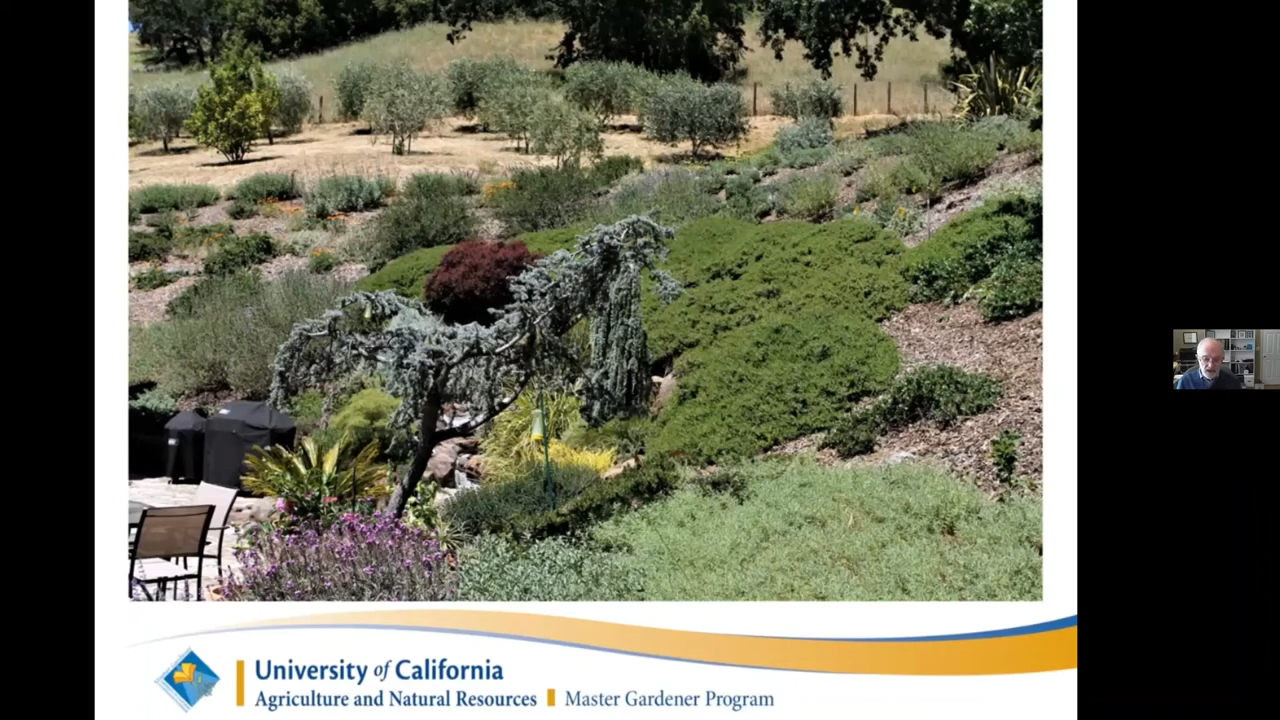 University of California
Agriculture and Natural Resources Master Gardener Program